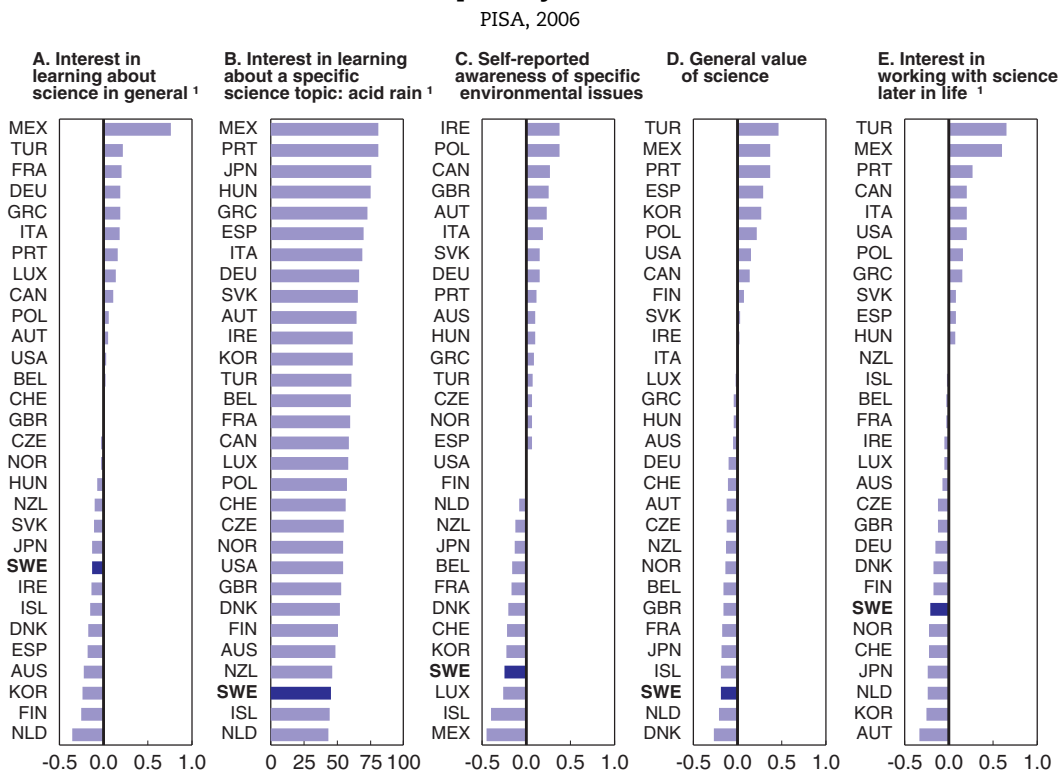 PISA, 2006
A. Interest in
learning about
science in general 1
B. Interest in learning
about a specific
science topic: acid rain 1
C. Self-reported
awareness of specific
environmental issues
D. General value
of science
E. Interest in
working with science
later in life 1
MEX
TUR
FRA
DEU
GRC
ITA
PRT
LUX
CAN
POL
AUT
USA
BEL
CHE
GBR
CZE
NOR
HUN
NZL
SVK
JPN
SWE
IRE
ISL
DNK
ESP
AUS
KOR
FIN
NLD
-0.5 0.0 0.5 1.0
MEX
PRT
JPN
HUN
GRC
ESP
ITA
DEU
SVK
AUT
IRE
KOR
TUR
BEL
FRA
CAN
LUX
POL
CHE
CZE
NOR
USA
GBR
DNK
FIN
AUS
NZL
SWE
ISL
NLD
0 25 50 75 100
IRE
POL
CAN
GBR
AUT
ITA
SVK
DEU
PRT
AUS
HUN
GRC
TUR
CZE
NOR
ESP
USA
FIN
NLD
NZL
JPN
BEL
FRA
DNK
CHE
KOR
SWE
LUX
ISL
MEX
-0.5 0.0 0.5 1.0
TUR
MEX
PRT
ESP
KOR
POL
USA
CAN
FIN
SVK
IRE
ITA
LUX
GRC
HUN
AUS
DEU
CHE
AUT
CZE
NZL
NOR
BEL
GBR
FRA
JPN
ISL
SWE
NLD
DNK
-0.5 0.0 0.5 1.0
TUR
MEX
PRT
CAN
ITA
USA
POL
GRC
SVK
ESP
HUN
NZL
ISL
BEL
FRA
IRE
LUX
AUS
CZE
GBR
DEU
DNK
FIN
SWE
NOR
CHE
JPN
NLD
KOR
AUT
-0.5 0.0 0.5 1.0